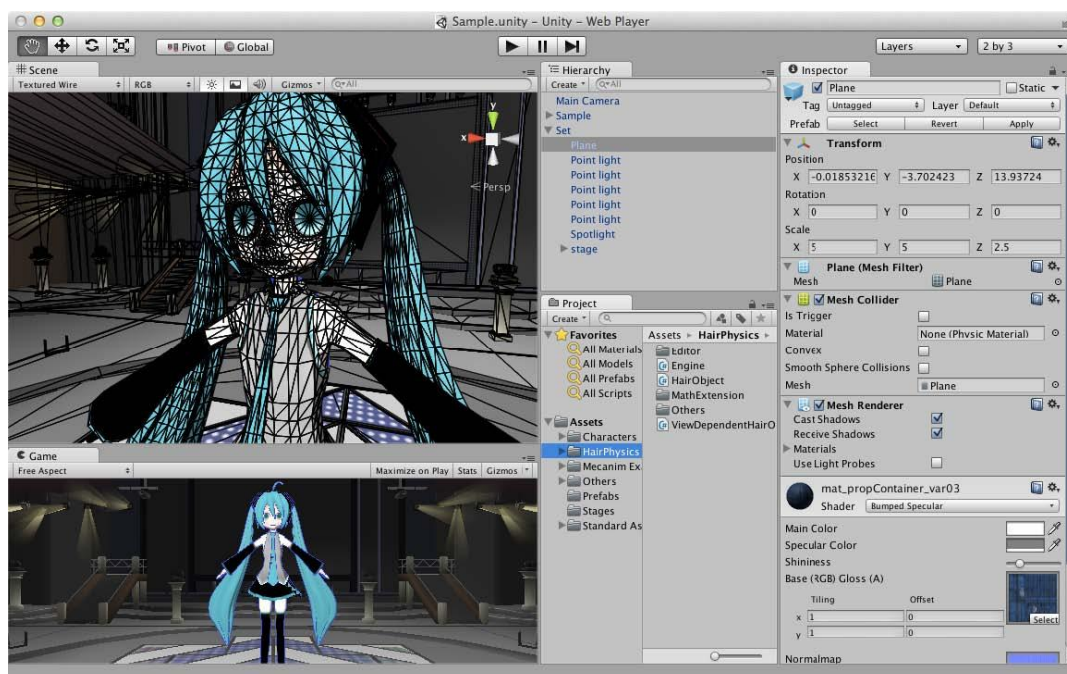 Sample.unity – Unity – Web Player
Pivot Global Layers 2 by 3
# Scene
Textured Wire RGB Gizmos Q▾All
y
x
Persp
Game
Free Aspect Maximize on Play Stats Gizmos
Hierarchy
Create Q▾All
Main Camera
Sample
Set
Plane
Point light
Point light
Point light
Point light
Point light
Spotlight
stage
Project
Create
Favorites
All Materials
All Models
All Prefabs
All Scripts
Assets
Characters
HairPhysics
Mecanim Ex
Others
Prefabs
Stages
Standard As
Assets ▸ HairPhysics ▸
Editor
Engine
HairObject
MathExtension
Others
ViewDependentHairO
Inspector
Plane Static
Tag Untagged Layer Default
Prefab Select Revert Apply
Transform
Position
X -0.01853216 Y -3.702423 Z 13.93724
Rotation
X 0 Y 0 Z 0
Scale
X 5 Y 5 Z 2.5
Plane (Mesh Filter)
Mesh Plane
Mesh Collider
Is Trigger
Material None (Physic Material)
Convex
Smooth Sphere Collisions
Mesh Plane
Mesh Renderer
Cast Shadows
Receive Shadows
Materials
Use Light Probes
mat_propContainer_var03
Shader Bumped Specular
Main Color
Specular Color
Shininess
Base (RGB) Gloss (A)
Tiling Offset
x 1 0
y 1 0
Select
Normalmap